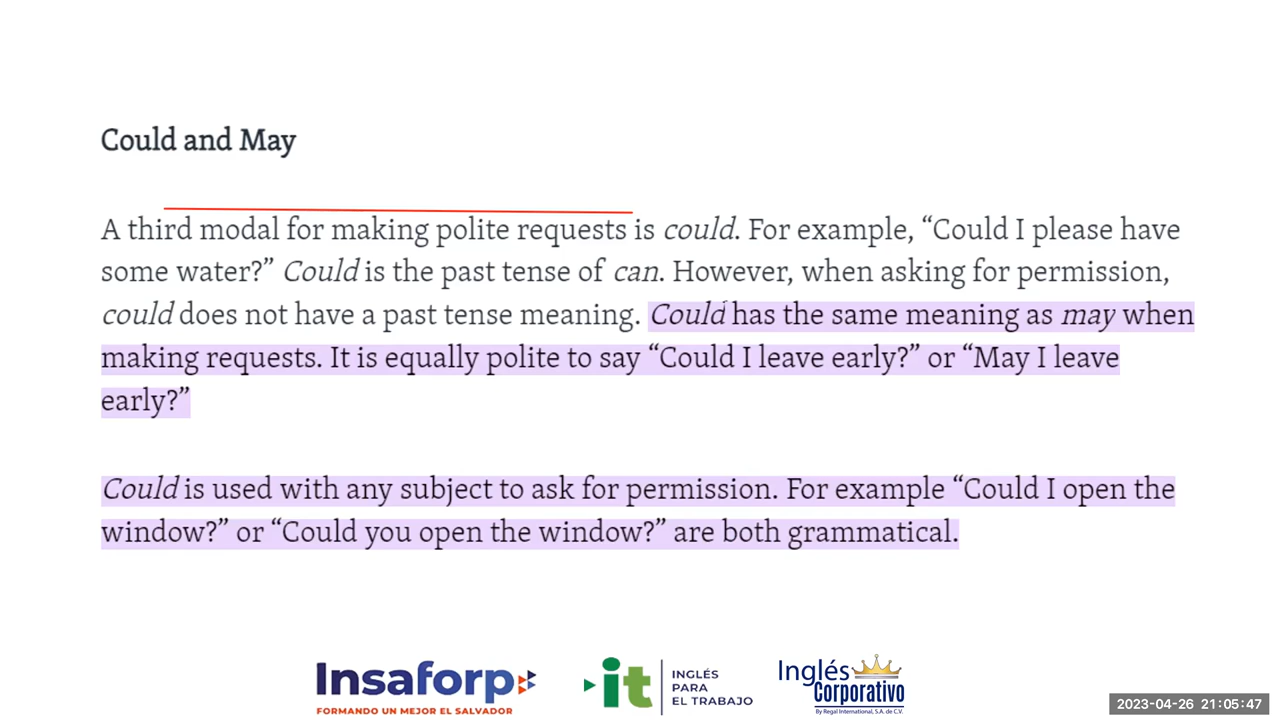 Could and May
A third modal for making polite requests is could. For example, “Could I please have
some water?” Could is the past tense of can. However, when asking for permission,
could does not have a past tense meaning. Could has the same meaning as may when
making requests. It is equally polite to say “Could I leave early?” or “May I leave
early?”
Could is used with any subject to ask for permission. For example “Could I open the
window?” or “Could you open the window?” are both grammatical.
Insaforp
FORMANDO UN MEJOR EL SALVADOR
it
INGLÉS
PARA
EL TRABAJO
Inglés
Corporativo
By Regal International, S.A. de C.V.
2023-04-26 21:05:47